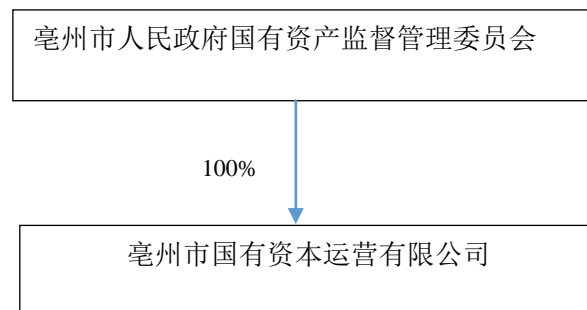 亳州市人民政府国有资产监督管理委员会
100%
亳州市国有资本运营有限公司